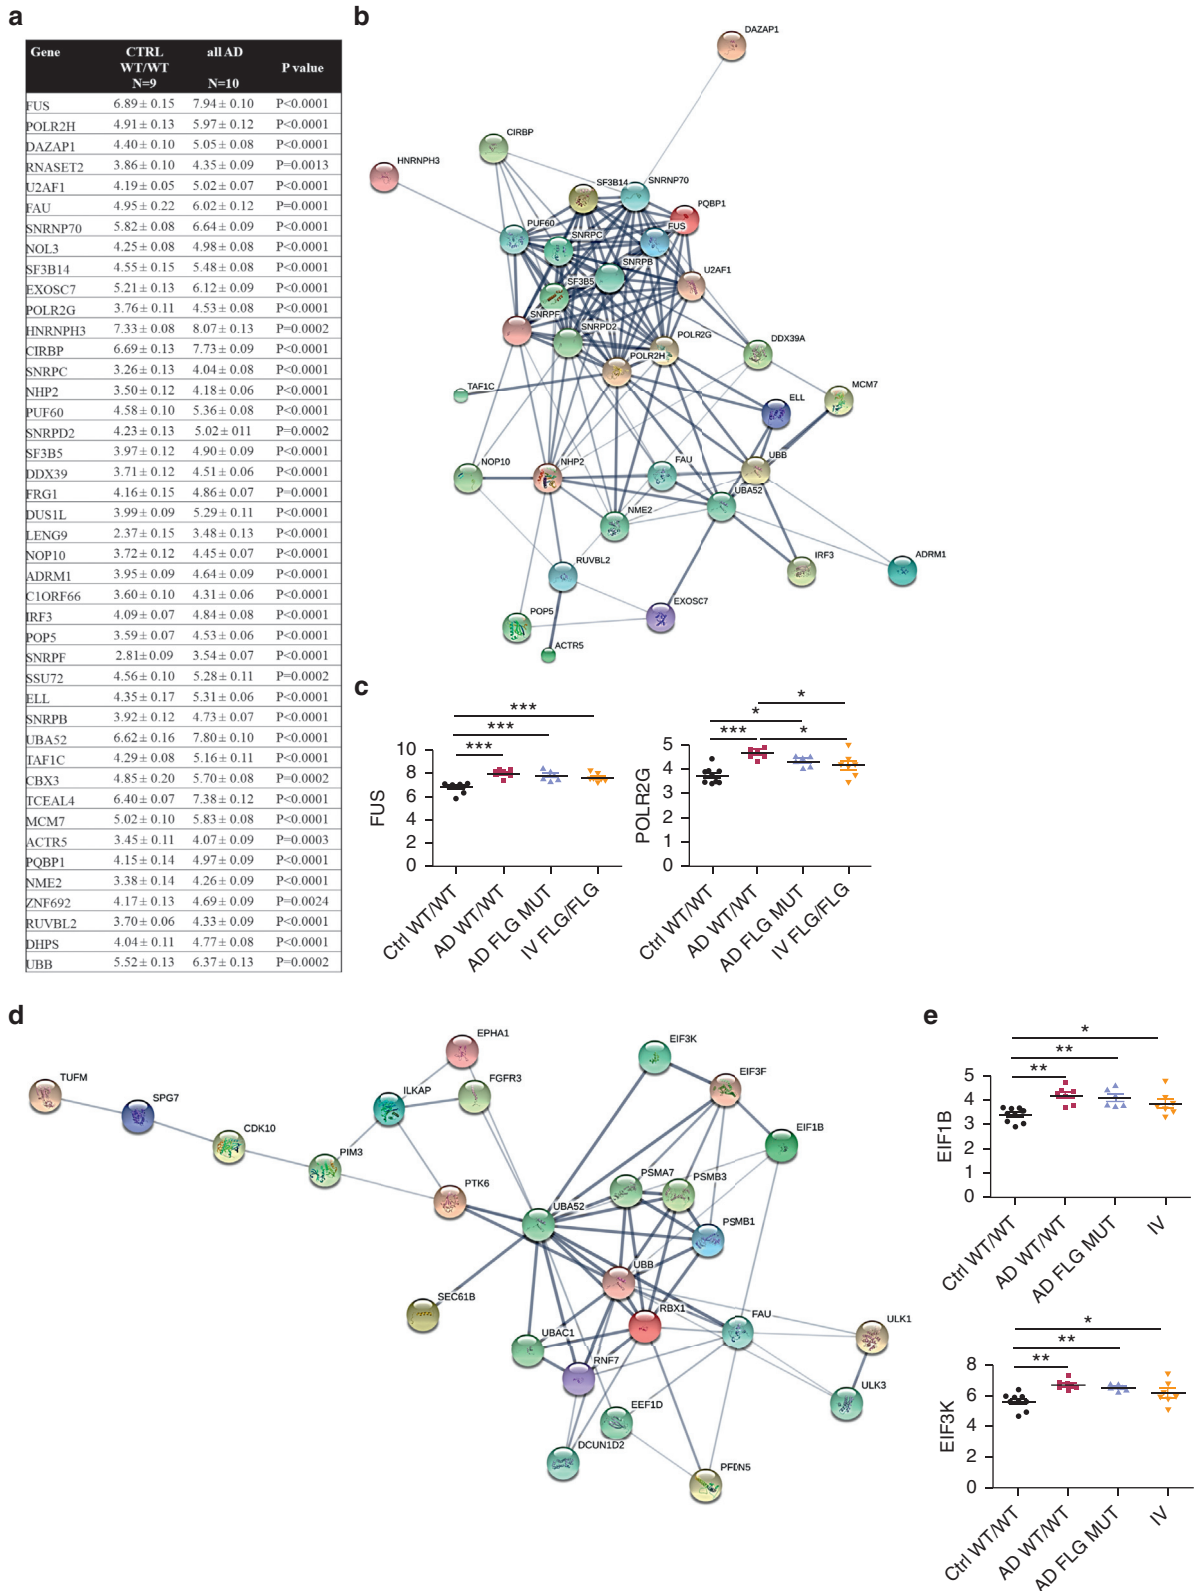 a
Gene CTRL all AD
WT/WT P value
N=9 N=10
FUS 6.89± 0.15 7.94± 0.10 P<0.0001
POLR2H 4.91± 0.13 5.97± 0.12 P<0.0001
DAZAP1 4.40± 0.10 5.05± 0.08 P<0.0001
RNASET2 3.86± 0.10 4.35± 0.09 P=0.0013
U2AF1 4.19± 0.05 5.02± 0.07 P<0.0001
FAU 4.95± 0.22 6.02± 0.12 P=0.0001
SNRNP70 5.82± 0.08 6.64± 0.09 P<0.0001
NOL3 4.25± 0.08 4.98± 0.08 P<0.0001
SF3B14 4.55± 0.15 5.48± 0.08 P<0.0001
EXOSC7 5.21± 0.13 6.12± 0.09 P<0.0001
POLR2G 3.76± 0.11 4.53± 0.08 P<0.0001
HNRNPH3 7.33± 0.08 8.07± 0.13 P=0.0002
CIRBP 6.69± 0.13 7.73± 0.09 P<0.0001
SNRPC 3.26± 0.13 4.04± 0.08 P<0.0001
NHP2 3.50± 0.12 4.18± 0.06 P<0.0001
PUF60 4.58± 0.10 5.36± 0.08 P<0.0001
SNRPD2 4.23± 0.13 5.02± 011 P=0.0002
SF3B5 3.97± 0.12 4.90± 0.09 P<0.0001
DDX39 3.71± 0.12 4.51± 0.06 P<0.0001
FRG1 4.16± 0.15 4.86± 0.07 P=0.0001
DUS1L 3.99± 0.09 5.29± 0.11 P<0.0001
LENG9 2.37± 0.15 3.48± 0.13 P<0.0001
NOP10 3.72± 0.12 4.45± 0.07 P<0.0001
ADRM1 3.95± 0.09 4.64± 0.09 P<0.0001
C1ORF66 3.60± 0.10 4.31± 0.06 P<0.0001
IRF3 4.09± 0.07 4.84± 0.08 P<0.0001
POP5 3.59± 0.07 4.53± 0.06 P<0.0001
SNRPF 2.81± 0.09 3.54± 0.07 P<0.0001
SSU72 4.56± 0.10 5.28± 0.11 P=0.0002
ELL 4.35± 0.17 5.31± 0.06 P<0.0001
SNRPB 3.92± 0.12 4.73± 0.07 P<0.0001
UBA52 6.62± 0.16 7.80± 0.10 P<0.0001
TAF1C 4.29± 0.08 5.16± 0.11 P<0.0001
CBX3 4.85± 0.20 5.70± 0.08 P=0.0002
TCEAL4 6.40± 0.07 7.38± 0.12 P<0.0001
MCM7 5.02± 0.10 5.83± 0.08 P<0.0001
ACTR5 3.45± 0.11 4.07± 0.09 P=0.0003
PQBP1 4.15± 0.14 4.97± 0.09 P<0.0001
NME2 3.38± 0.14 4.26± 0.09 P<0.0001
ZNF692 4.17± 0.13 4.69± 0.09 P=0.0024
RUVBL2 3.70± 0.06 4.33± 0.09 P<0.0001
DHPS 4.04± 0.11 4.77± 0.08 P<0.0001
UBB 5.52± 0.13 6.37± 0.13 P=0.0002
b
DAZAP1
CIRBP
HNRNPH3
SF3B14
SNRNP70
PQBP1
PUF60
SNRPC
FUS
SNRPB
U2AF1
SF3B5
SNRPF
SNRPD2
POLR2G
POLR2H
DDX39A
TAF1C
ELL
MCM7
NOP10
NHP2
FAU
UBB
UBA52
NME2
RUVBL2
IRF3
ADRM1
POP5
EXOSC7
ACTR5
c
***
***
***
10
8
6
4
2
0
FUS
Ctrl WT/WT
AD WT/WT
AD FLG MUT
IV FLG/FLG
*
*
*** *
5
4
3
2
1
0
POLR2G
Ctrl WT/WT
AD WT/WT
AD FLG MUT
IV FLG/FLG
d
TUFM
SPG7
CDK10
PIM3
ILKAP
EPHA1
FGFR3
PTK6
EIF3K
EIF3F
EIF1B
PSMA7
PSMB3
UBA52
PSMB1
UBB
SEC61B
RBX1
FAU
ULK1
UBAC1
RNF7
ULK3
EEF1D
DCUN1D2
PFDN5
e
*
**
**
5
4
3
2
1
0
EIF1B
Ctrl WT/WT
AD WT/WT
AD FLG MUT
IV
*
**
**
8
6
4
2
0
EIF3K
Ctrl WT/WT
AD WT/WT
AD FLG MUT
IV